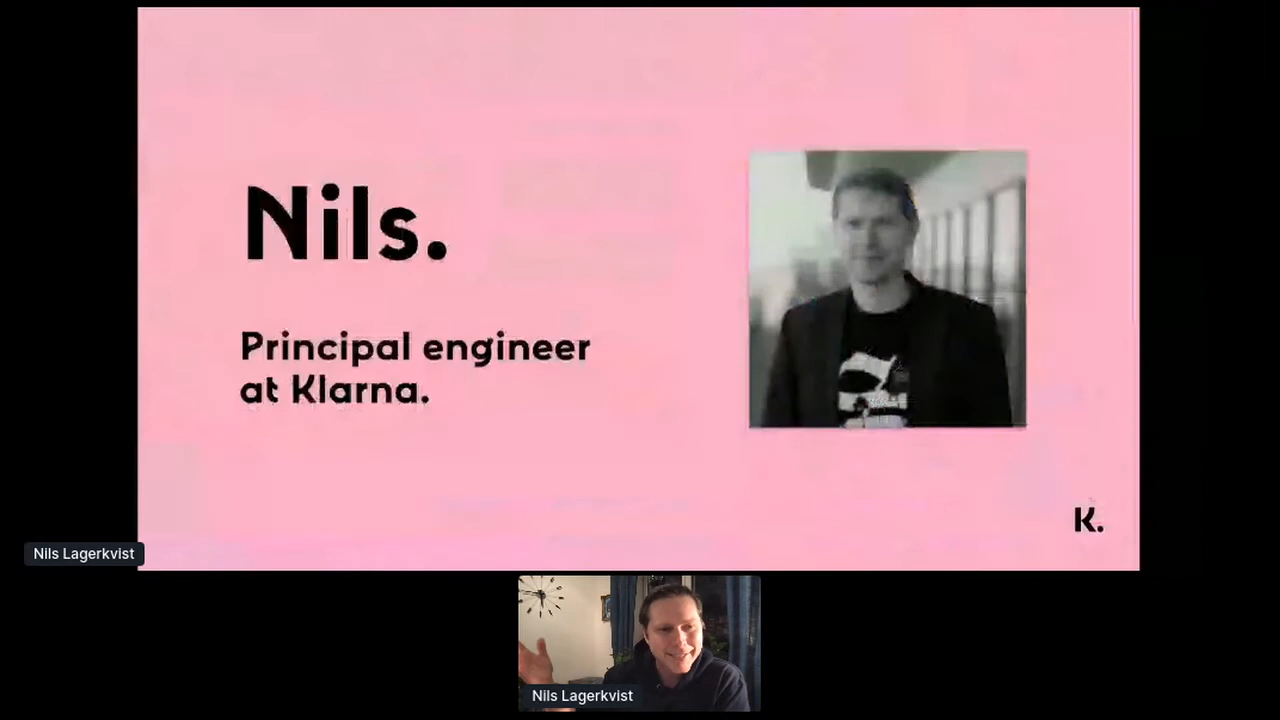 Nils.
Principal engineer
at Klarna.
K.
Nils Lagerkvist
Nils Lagerkvist